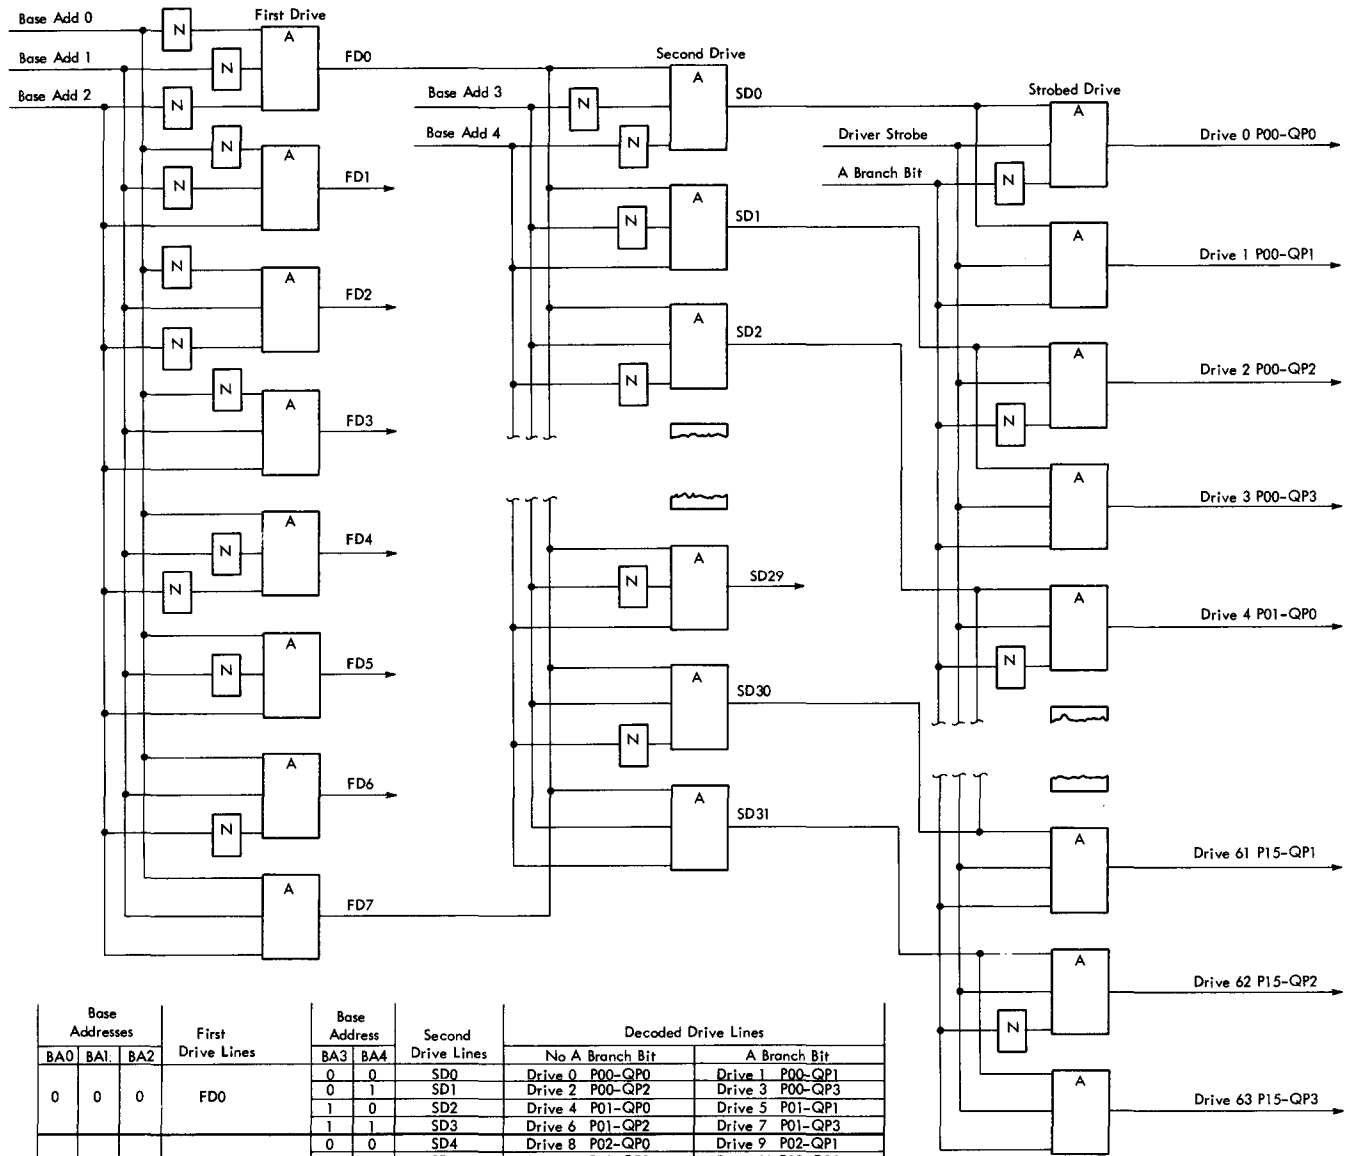 Base Add 0
First Drive
Base Add 1
Base Add 2
N
N
N
A
FD0
N
N
A
FD1
N
N
A
FD2
N
A
FD3
N
N
A
FD4
N
A
FD5
A
FD6
N
A
FD7
Second Drive
Base Add 3
Base Add 4
N
N
A
SD0
N
A
SD1
N
A
SD2
N
A
SD29
N
A
SD30
A
SD31
Strobed Drive
Driver Strobe
A Branch Bit
N
A
Drive 0 P00-QP0
A
Drive 1 P00-QP1
N
A
Drive 2 P00-QP2
A
Drive 3 P00-QP3
N
A
Drive 4 P01-QP0
A
Drive 61 P15-QP1
N
A
Drive 62 P15-QP2
A
Drive 63 P15-QP3
Base Addresses First Drive Lines Base Address Second Drive Lines Decoded Drive Lines
BA0 BA1. BA2 BA3 BA4 No A Branch Bit A Branch Bit
0 0 0 FD0
0 0 SD0 Drive 0 P00-QP0 Drive 1 P00-QP1
0 1 SD1 Drive 2 P00-QP2 Drive 3 P00-QP3
1 0 SD2 Drive 4 P01-QP0 Drive 5 P01-QP1
1 1 SD3 Drive 6 P01-QP2 Drive 7 P01-QP3
0 0 SD4 Drive 8 P02-QP0 Drive 9 P02-QP1